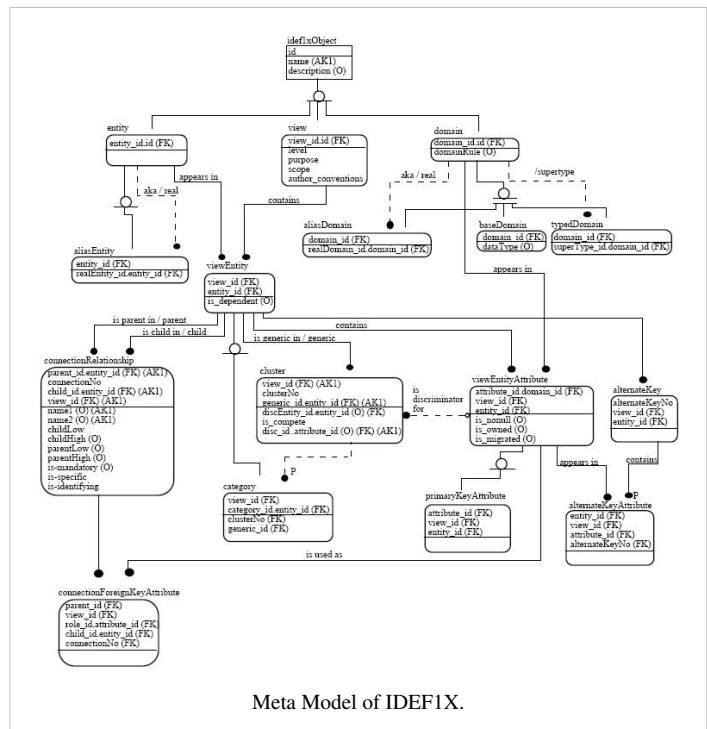 idef1xObject
id
name (AK1)
description (O)
entity
entity_id.id (FK)
view
view_id.id (FK)
level
purpose
scope
author_conventions
domain
domain_id.id (FK)
domainRule (O)
appears in
aka / real
contains
aka / real
/supertype
aliasEntity
entity_id (FK)
realEntity_id.entity_id (FK)
aliasDomain
domain_id (FK)
realDomain_id.domain_id (FK)
baseDomain
domain_id (FK)
dataType (O)
typedDomain
domain_id (FK)
superType_id.domain_id (FK)
viewEntity
view_id (FK)
entity_id (FK)
is_dependent (O)
appears in
is parent in / parent
is child in / child
contains
is generic in / generic
connectionRelationship
parent_id.entity_id (FK) (AK1)
connectionNo
child_id.entity_id (FK) (AK1)
view_id (FK) (AK1)
name1 (O) (AK1)
name2 (O) (AK1)
childLow
childHigh (O)
parentLow (O)
parentHigh (O)
is-mandatory (O)
is-specific
is-identifying
cluster
view_id (FK) (AK1)
clusterNo
generic_id.entity_id (FK) (AK1)
discEntity_id.entity_id (O) (FK)
is_compete
disc_id .attribute_id (O) (FK) (AK1)
is
discriminator
for
viewEntityAttribute
attribute_id.domain_id (FK)
view_id (FK)
entity_id (FK)
is_nonull (O)
is_owned (O)
is_migrated (O)
alternateKey
alternateKeyNo
view_id (FK)
entity_id (FK)
P
category
view_id (FK)
category_id.entity_id (FK)
clusterNo (FK)
generic_id (FK)
primaryKeyAttribute
attribute_id (FK)
view_id (FK)
entity_id (FK)
appears in
contains
P
alternateKeyAttribute
entity_id (FK)
view_id (FK)
attribute_id (FK)
alternateKeyNo (FK)
is used as
connectionForeignKeyAttribute
parent_id (FK)
view_id (FK)
role_id.attribute_id (FK)
child_id.entity_id (FK)
connectionNo (FK)
Meta Model of IDEF1X.